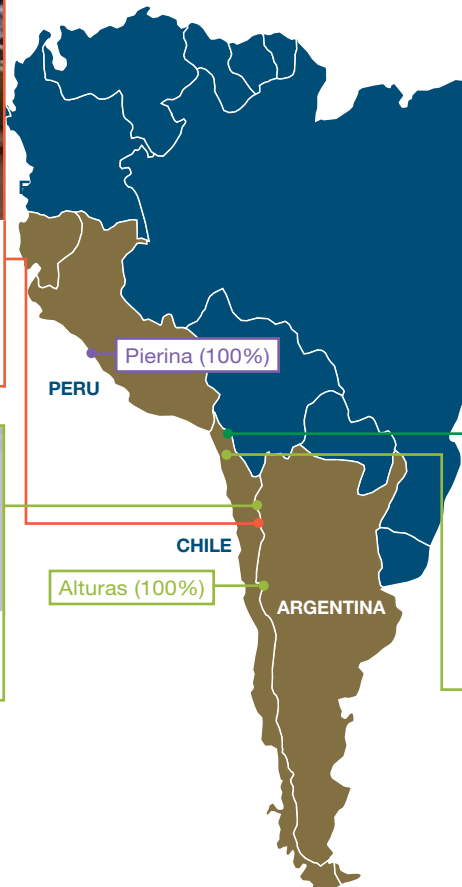 Pierina (100%)
PERU
CHILE
Alturas (100%)
ARGENTINA